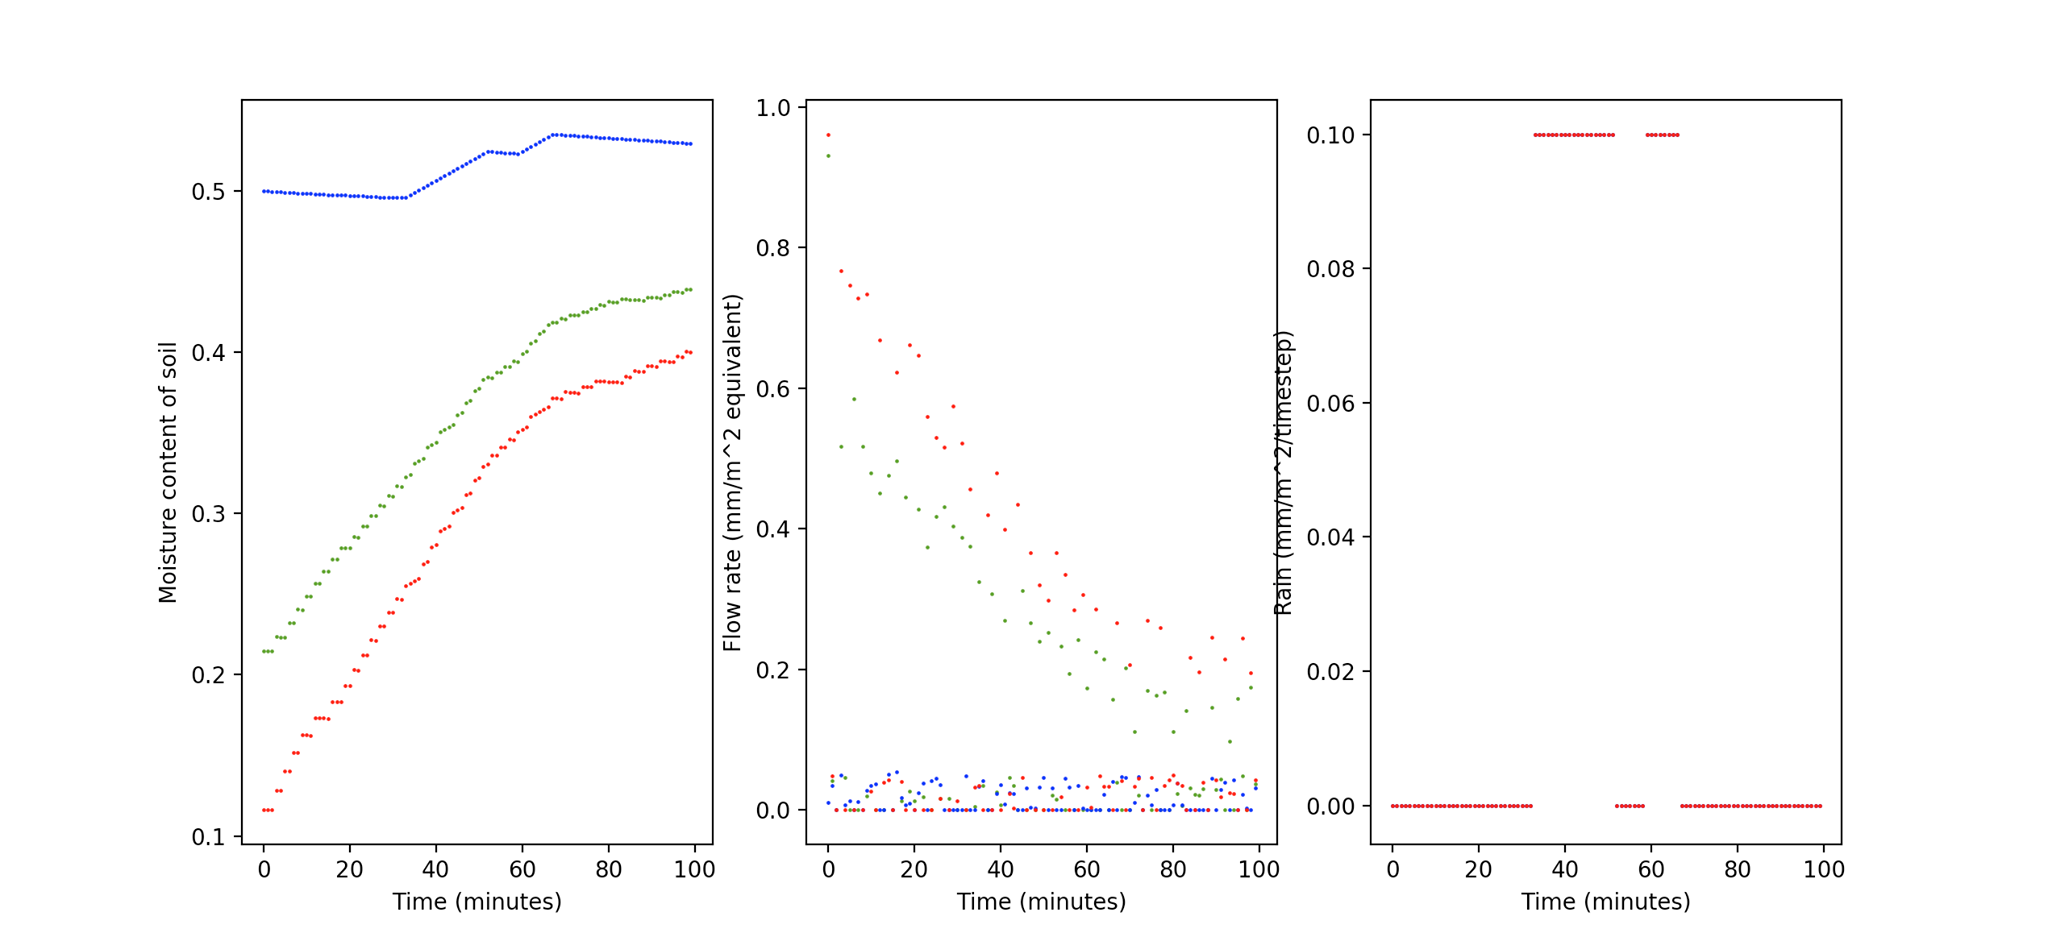 Moisture content of soil
0.5
0.4
0.3
0.2
0.1
0 20 40 60 80 100
Time (minutes)
Flow rate (mm/m^2 equivalent)
1.0
0.8
0.6
0.4
0.2
0.0
0 20 40 60 80 100
Time (minutes)
Rain (mm/m^2/timestep)
0.10
0.08
0.06
0.04
0.02
0.00
0 20 40 60 80 100
Time (minutes)